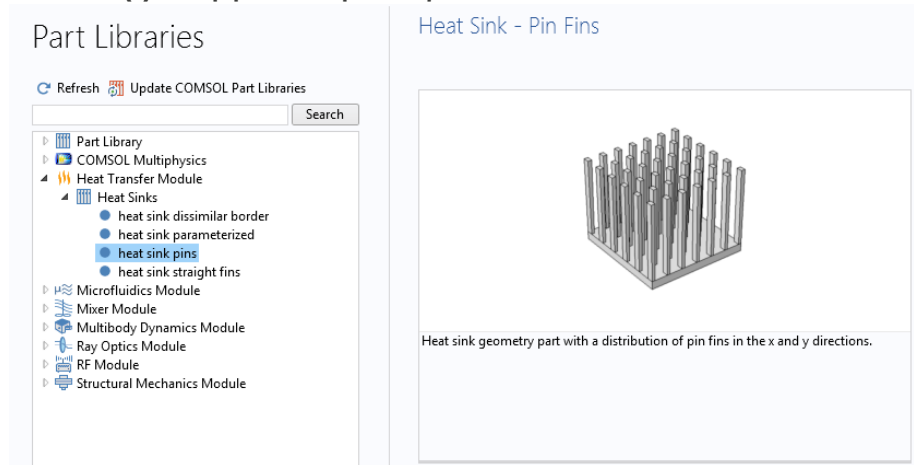 Part Libraries
Refresh Update COMSOL Part Libraries
Search
Part Library
COMSOL Multiphysics
Heat Transfer Module
Heat Sinks
heat sink dissimilar border
heat sink parameterized
heat sink pins
heat sink straight fins
Microfluidics Module
Mixer Module
Multibody Dynamics Module
Ray Optics Module
RF Module
Structural Mechanics Module
Heat Sink - Pin Fins
Heat sink geometry part with a distribution of pin fins in the x and y directions.